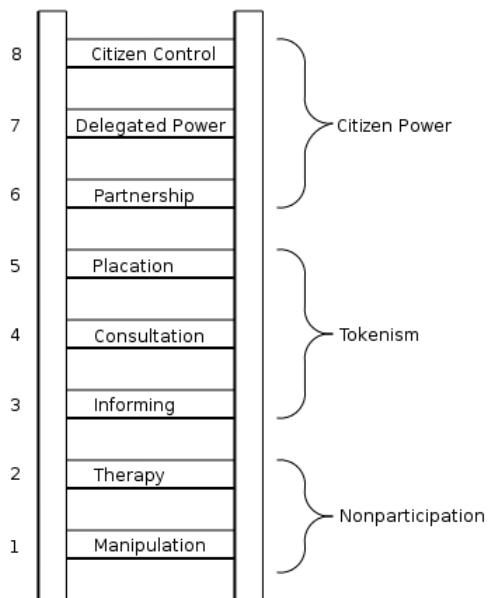 8 Citizen Control
7 Delegated Power
Citizen Power
6 Partnership
5 Placation
4 Consultation
Tokenism
3 Informing
2 Therapy
Nonparticipation
1 Manipulation